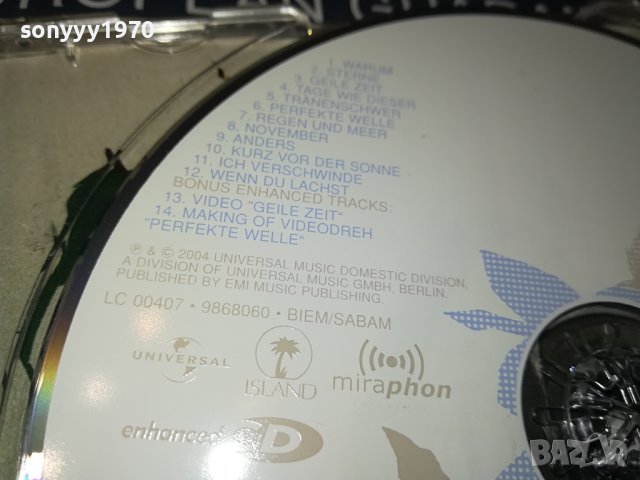 sonyyy1970
1. WARUM
2. STERNE
3. GEILE ZEIT
4. TAGE WIE DIESER
5. TRÄNENSCHWER
6. PERFEKTE WELLE
7. REGEN UND MEER
8. NOVEMBER
9. ANDERS
10. KURZ VOR DER SONNE
11. ICH VERSCHWINDE
12. WENN DU LACHST
BONUS ENHANCED TRACKS:
13. VIDEO "GEILE ZEIT"
14. MAKING OF VIDEODREH
"PERFEKTE WELLE"
℗ & © 2004 UNIVERSAL MUSIC DOMESTIC DIVISION,
A DIVISION OF UNIVERSAL MUSIC GMBH, BERLIN.
PUBLISHED BY EMI MUSIC PUBLISHING.
LC 00407 • 9868060 • BIEM/SABAM
UNIVERSAL
ISLAND
miraphon
enhanced CD
BAZAR
sonyyy1970